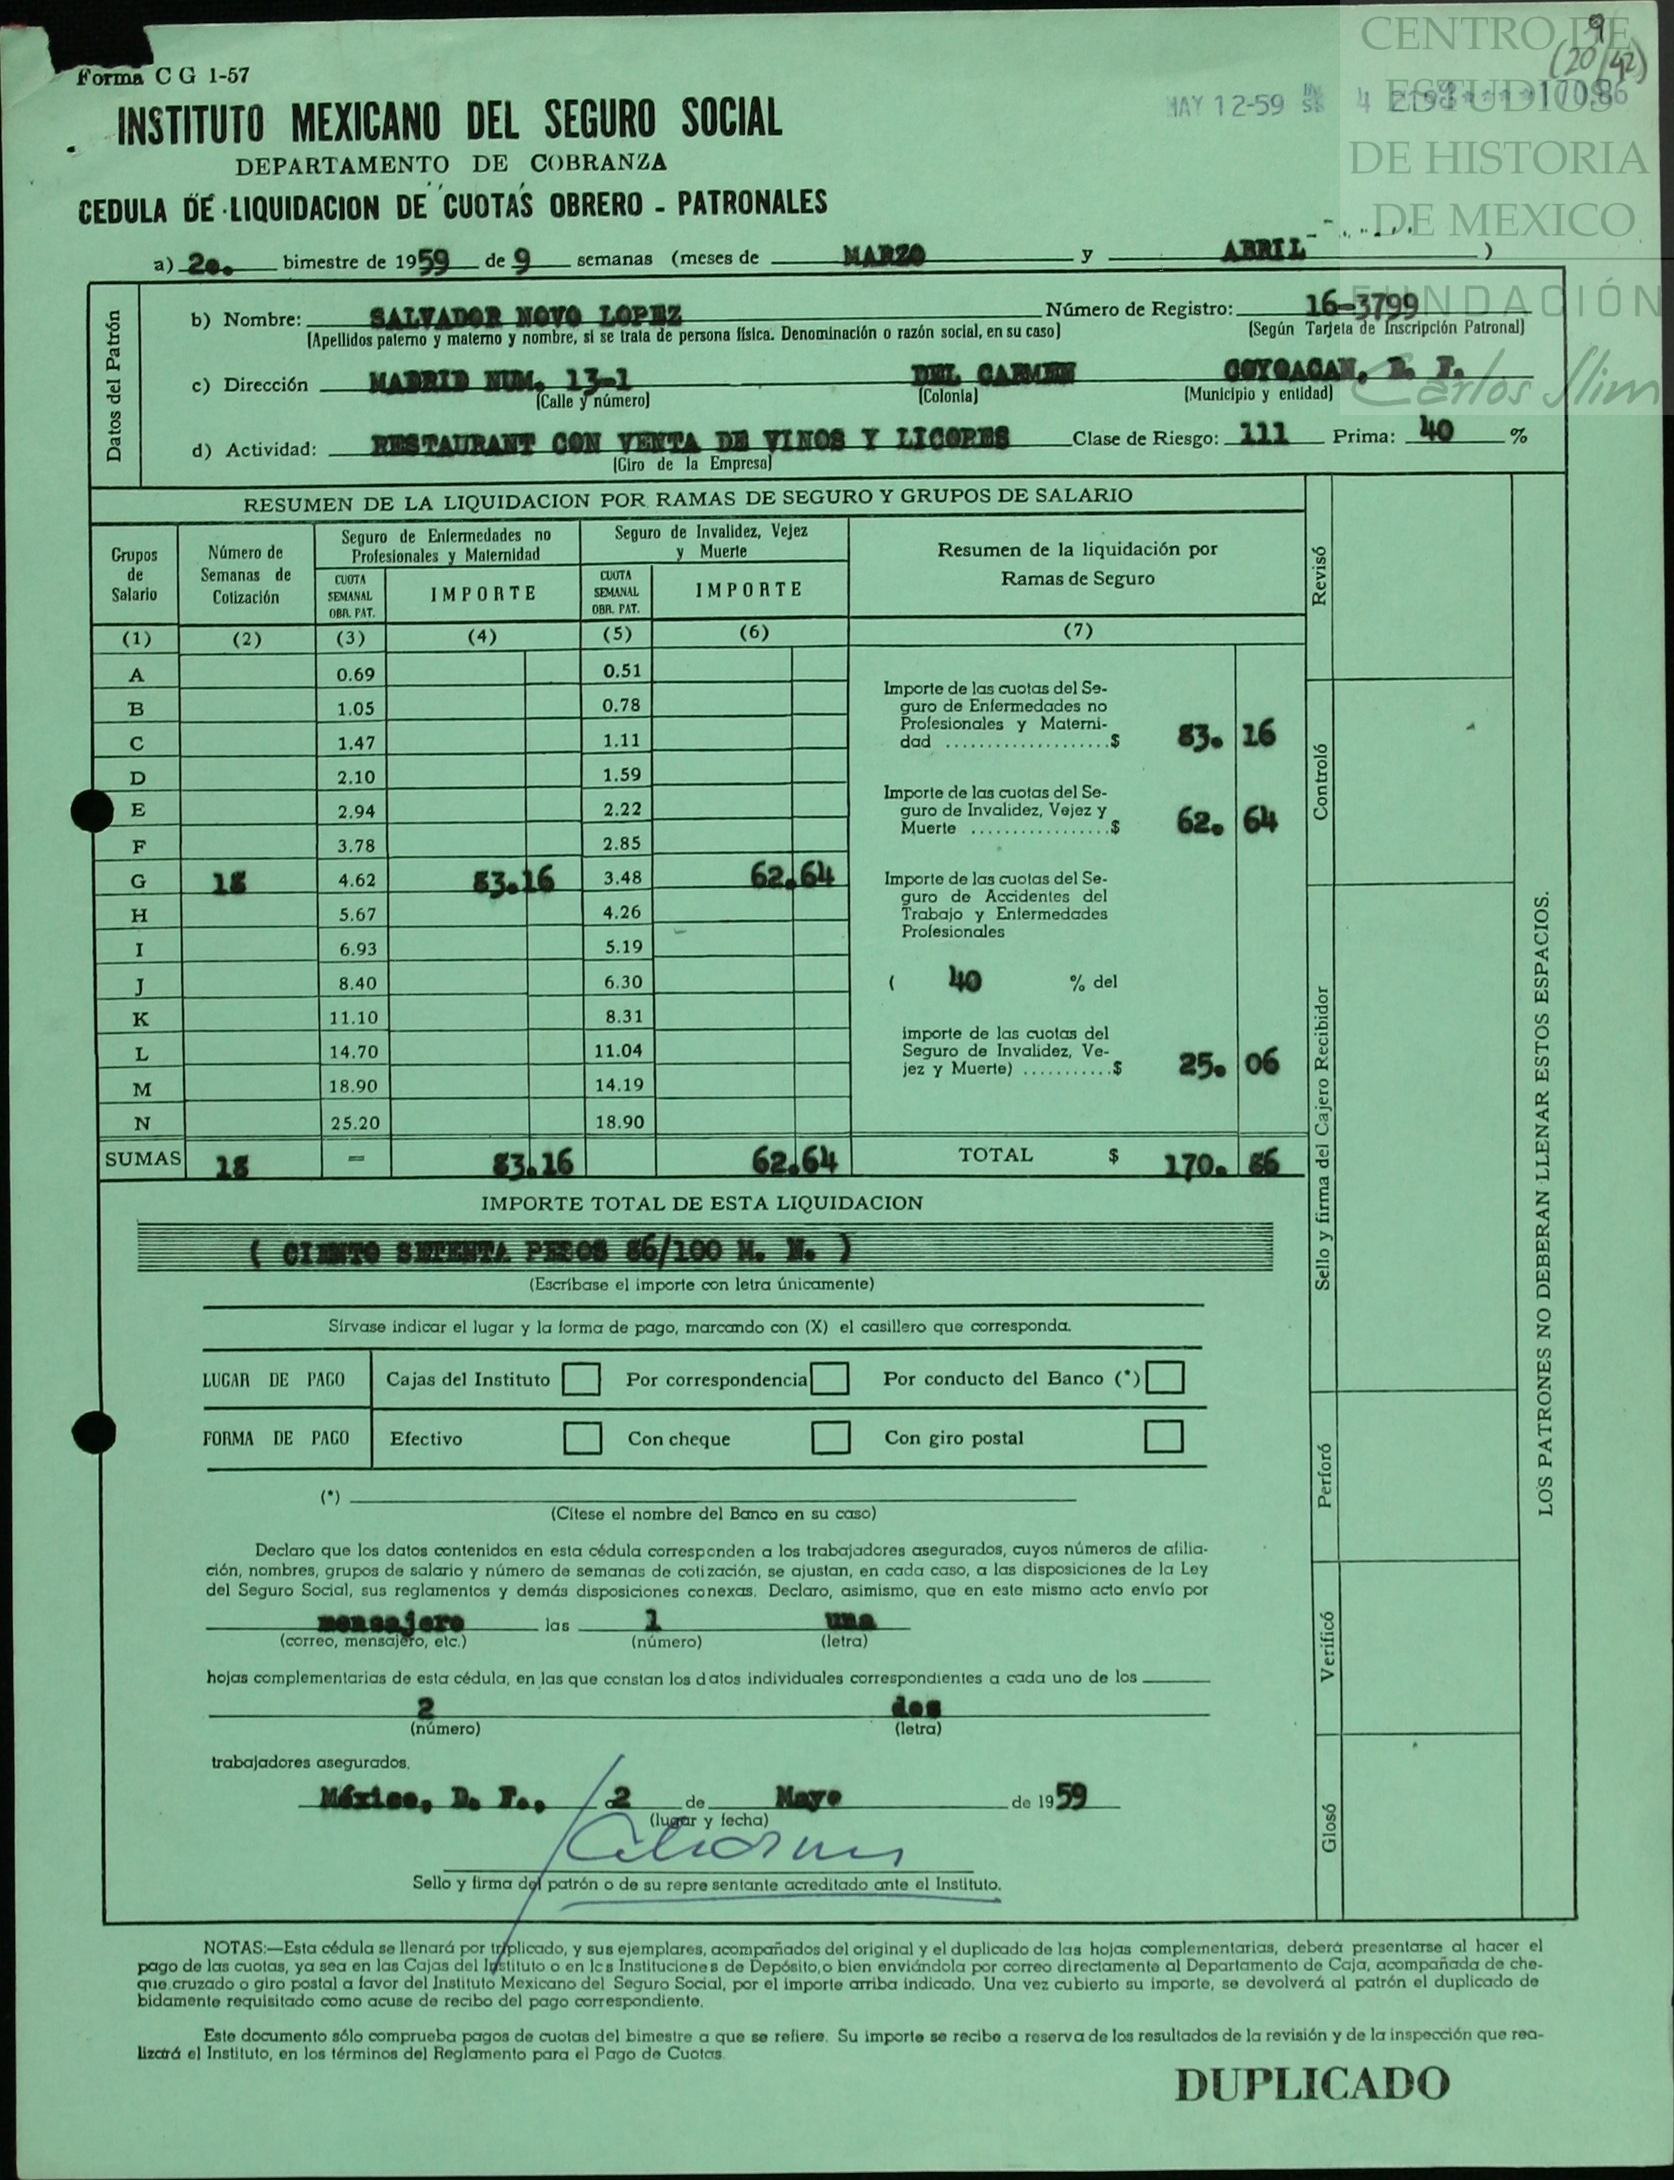 9
(20/42)
Forma C G 1-57
MAY 12-59
INSTITUTO MEXICANO DEL SEGURO SOCIAL
DEPARTAMENTO DE COBRANZA
CEDULA DE LIQUIDACION DE CUOTAS OBRERO - PATRONALES
a) 2o. bimestre de 1959 de 9 semanas (meses de MARZO y ABRIL )
Datos del Patrón
b) Nombre: SALVADOR NOVO LOPEZ Número de Registro: 16-3799
(Apellidos paterno y materno y nombre, si se trata de persona física. Denominación o razón social, en su caso) (Según Tarjeta de Inscripción Patronal)
c) Dirección MADRID NUM. 13-1 DEL CARMEN COYOACAN, D. F.
(Calle y número) (Colonia) (Municipio y entidad)
d) Actividad: RESTAURANT CON VENTA DE VINOS Y LICORES Clase de Riesgo: 111 Prima: 40 %
(Giro de la Empresa)
RESUMEN DE LA LIQUIDACION POR RAMAS DE SEGURO Y GRUPOS DE SALARIO
Grupos de Salario
Número de Semanas de Cotización
Seguro de Enfermedades no Profesionales y Maternidad
Seguro de Invalidez, Vejez y Muerte
Resumen de la liquidación por Ramas de Seguro
CUOTA SEMANAL OBR. PAT. IMPORTE CUOTA SEMANAL OBR. PAT. IMPORTE
(1) (2) (3) (4) (5) (6) (7)
A 0.69 0.51
B 1.05 0.78
C 1.47 1.11
D 2.10 1.59
E 2.94 2.22
F 3.78 2.85
G 18 4.62 83.16 3.48 62.64
H 5.67 4.26
I 6.93 5.19
J 8.40 6.30
K 11.10 8.31
L 14.70 11.04
M 18.90 14.19
N 25.20 18.90
SUMAS 18 — 83.16 62.64
Importe de las cuotas del Se-
guro de Enfermedades no
Profesionales y Materni-
dad ....................$ 83. 16
Importe de las cuotas del Se-
guro de Invalidez, Vejez y
Muerte .................$ 62. 64
Importe de las cuotas del Se-
guro de Accidentes del
Trabajo y Enfermedades
Profesionales
( 40 % del
importe de las cuotas del
Seguro de Invalidez, Ve-
jez y Muerte) ...........$ 25. 06
TOTAL $ 170. 86
IMPORTE TOTAL DE ESTA LIQUIDACION
( CIENTO SETENTA PESOS 86/100 M. N. )
(Escríbase el importe con letra únicamente)
Sírvase indicar el lugar y la forma de pago, marcando con (X) el casillero que corresponda.
LUGAR DE PAGO Cajas del Instituto Por correspondencia Por conducto del Banco (*)
FORMA DE PAGO Efectivo Con cheque Con giro postal
(*)
(Cítese el nombre del Banco en su caso)
Declaro que los datos contenidos en esta cédula corresponden a los trabajadores asegurados, cuyos números de afilia-
ción, nombres, grupos de salario y número de semanas de cotización, se ajustan, en cada caso, a las disposiciones de la Ley
del Seguro Social, sus reglamentos y demás disposiciones conexas. Declaro, asimismo, que en este mismo acto envío por
mensajero las 1 una
(correo, mensajero, etc.) (número) (letra)
hojas complementarias de esta cédula, en las que constan los datos individuales correspondientes a cada uno de los
2 dos
(número) (letra)
trabajadores asegurados.
México, D. F., a 2 de Mayo de 1959
(lugar y fecha)
Sello y firma del patrón o de su representante acreditado ante el Instituto.
Revisó
Controló
Sello y firma del Cajero Recibidor
Perforó
Verificó
Glosó
LOS PATRONES NO DEBERAN LLENAR ESTOS ESPACIOS.
NOTAS:—Esta cédula se llenará por triplicado, y sus ejemplares, acompañados del original y el duplicado de las hojas complementarias, deberá presentarse al hacer el
pago de las cuotas, ya sea en las Cajas del Instituto o en las Instituciones de Depósito, o bien enviándola por correo directamente al Departamento de Caja, acompañada de che-
que cruzado o giro postal a favor del Instituto Mexicano del Seguro Social, por el importe arriba indicado. Una vez cubierto su importe, se devolverá al patrón el duplicado de
bidamente requisitado como acuse de recibo del pago correspondiente.
Este documento sólo comprueba pagos de cuotas del bimestre a que se refiere. Su importe se recibe a reserva de los resultados de la revisión y de la inspección que rea-
lizará el Instituto, en los términos del Reglamento para el Pago de Cuotas.
DUPLICADO
CENTRO DE
ESTUDIOS
DE HISTORIA
DE MEXICO
FUNDACIÓN
Carlos Slim